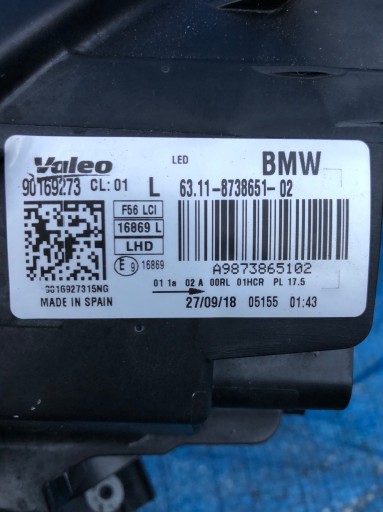 Valeo LED BMW
90169273 CL: 01 L 63.11-8738651-02
F56 LCI
16869 L
LHD
E 9 16869
A9873865102
9016927315NG
01 1a 02 A 00RL 01HCR PL 17.5
MADE IN SPAIN 27/09/18 05155 01:43